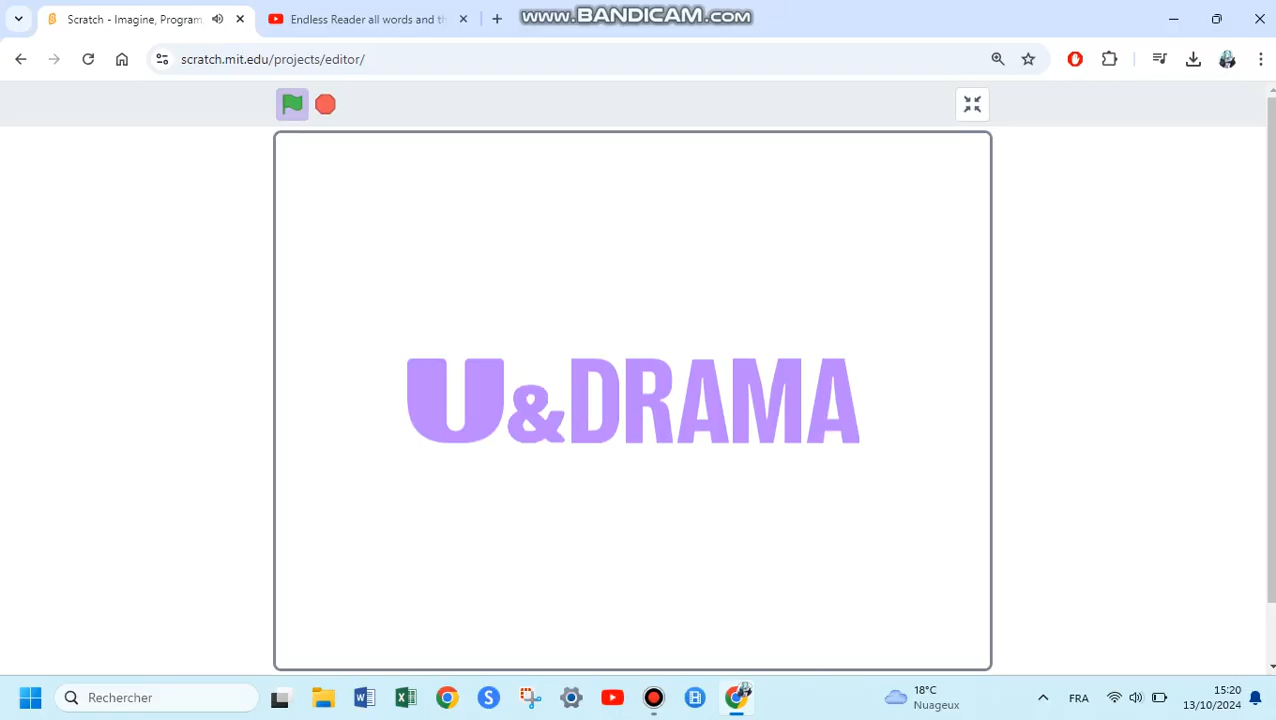 Scratch - Imagine, Program
Endless Reader all words and th
www.BANDICAM.com
scratch.mit.edu/projects/editor/
U&DRAMA
Rechercher
18°C
Nuageux
FRA
15:20
13/10/2024